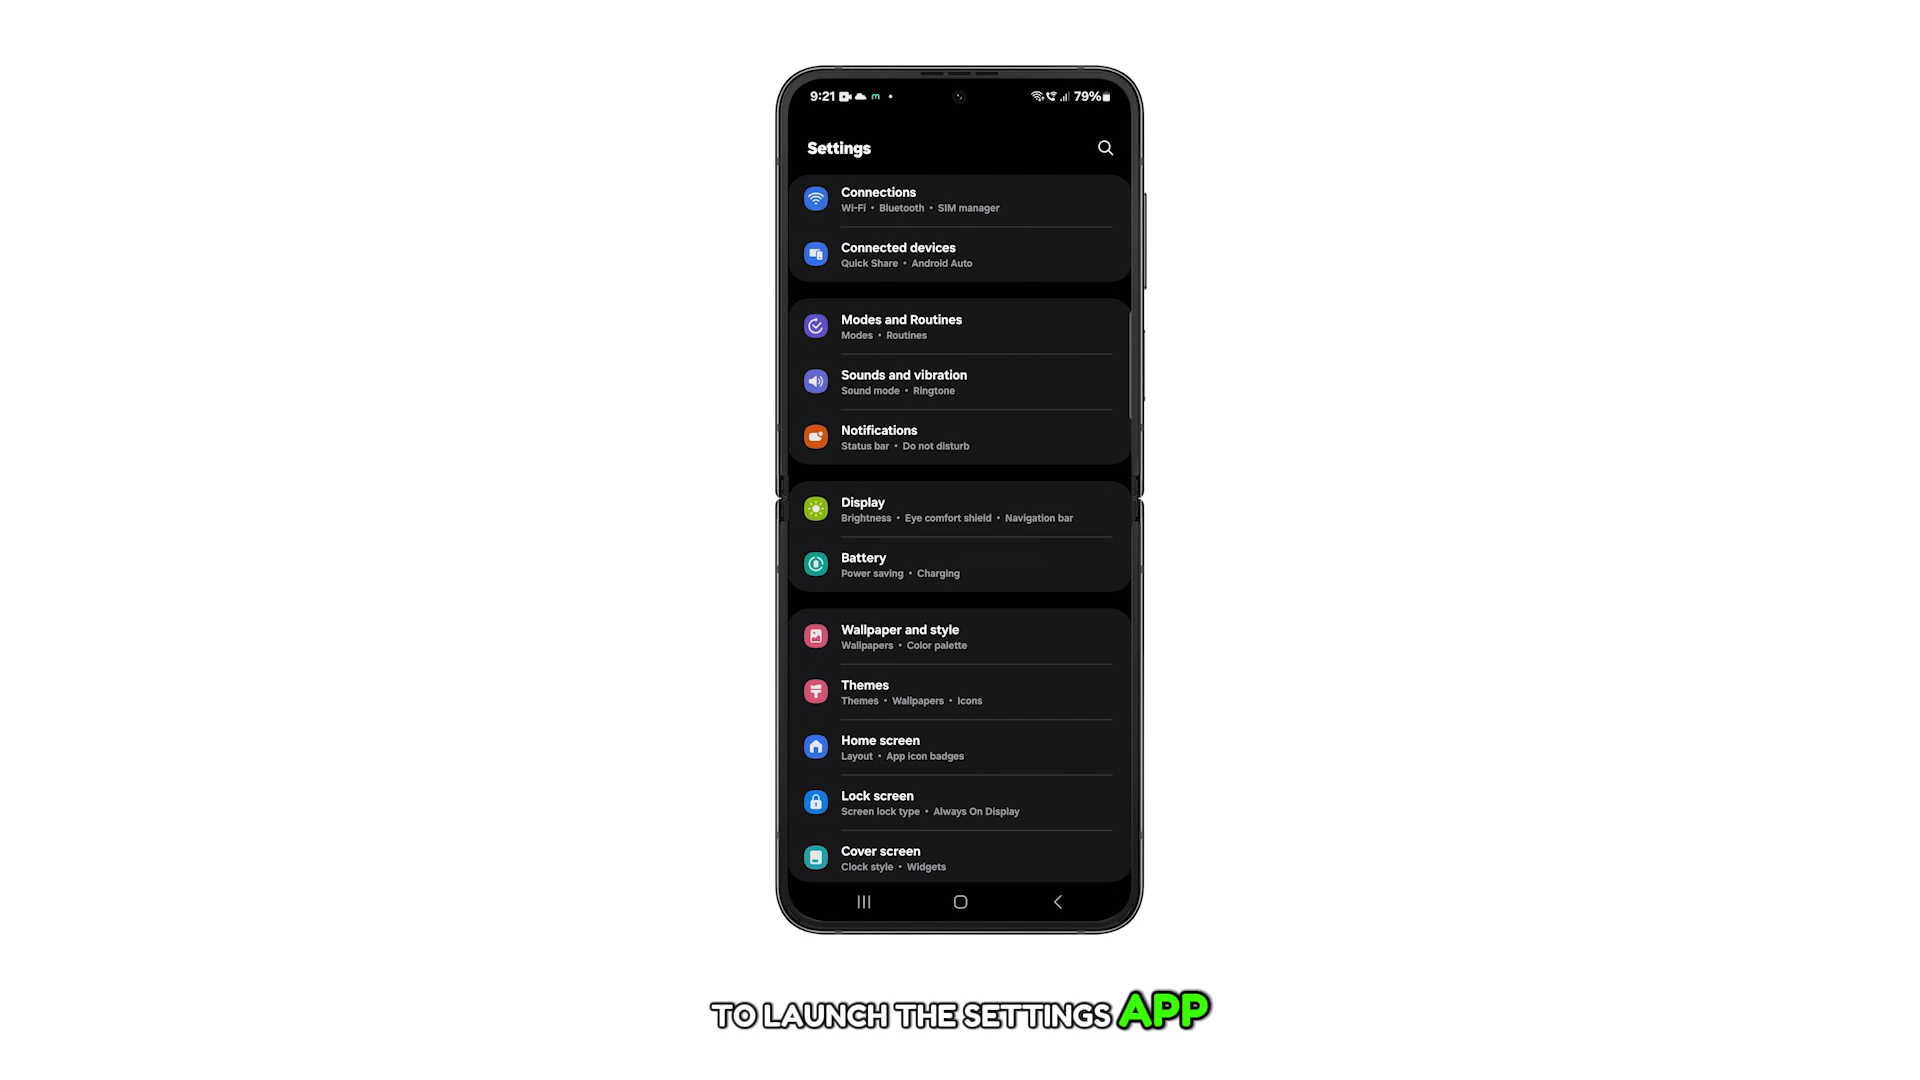 9:21 79%
Settings
Connections
Wi-Fi • Bluetooth • SIM manager
Connected devices
Quick Share • Android Auto
Modes and Routines
Modes • Routines
Sounds and vibration
Sound mode • Ringtone
Notifications
Status bar • Do not disturb
Display
Brightness • Eye comfort shield • Navigation bar
Battery
Power saving • Charging
Wallpaper and style
Wallpapers • Color palette
Themes
Themes • Wallpapers • Icons
Home screen
Layout • App icon badges
Lock screen
Screen lock type • Always On Display
Cover screen
Clock style • Widgets
TO LAUNCH THE SETTINGS APP